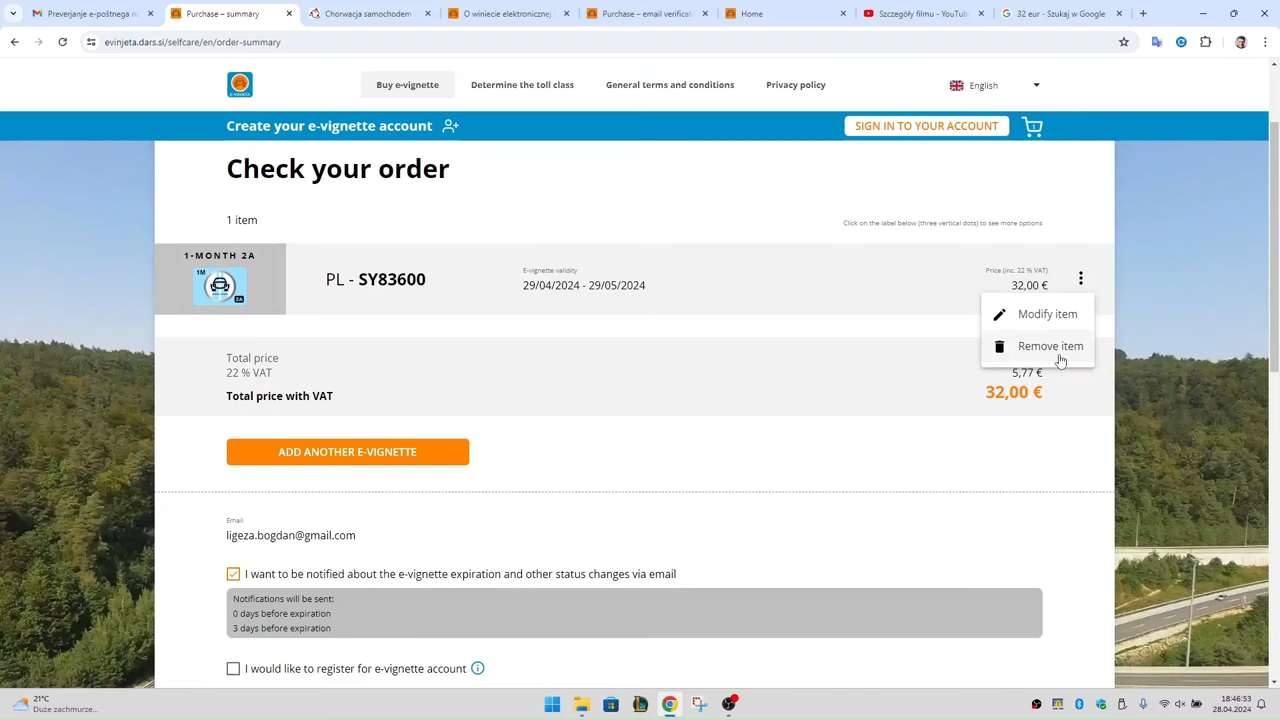 Preverjanje e-poštnega n
Purchase – summary
Chorwacja samochodem
O winiecie elektronicznej
Purchase – email verificat
Home
Szczegóły filmu - YouTub
32 eur - Szukaj w Google
evinjeta.dars.si/selfcare/en/order-summary
E-VINJETA
Buy e-vignette
Determine the toll class
General terms and conditions
Privacy policy
English
Create your e-vignette account
SIGN IN TO YOUR ACCOUNT
1
Check your order
1 item
Click on the label below (three vertical dots) to see more options
1-MONTH 2A
1M
2A
PL - SY83600
E-vignette validity
29/04/2024 - 29/05/2024
Price (inc. 22 % VAT)
32,00 €
Modify item
Remove item
Total price
22 % VAT
5,77 €
Total price with VAT
32,00 €
ADD ANOTHER E-VIGNETTE
Email
ligeza.bogdan@gmail.com
I want to be notified about the e-vignette expiration and other status changes via email
Notifications will be sent:
0 days before expiration
3 days before expiration
I would like to register for e-vignette account
21°C
Duże zachmurze...
18:46:53
28.04.2024